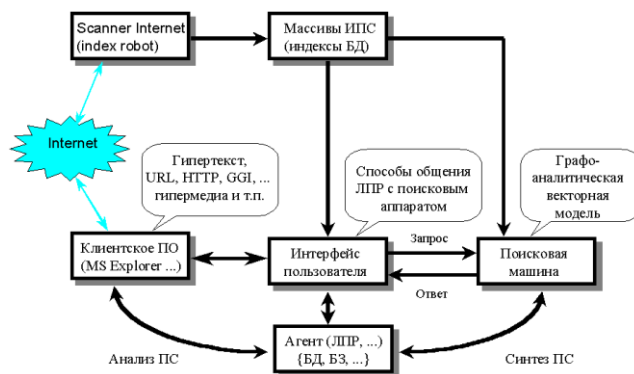 Scanner Internet
(index robot)
Массивы ИПС
(индексы БД)
Internet
Гипертекст,
URL, HTTP, GGI, ...
гипермедиа и т.п.
Способы общения
ЛПР с поисковым
аппаратом
Графо-
аналитическая
векторная
модель
Клиентское ПО
(MS Explorer ...)
Интерфейс
пользователя
Запрос
Ответ
Поисковая
машина
Агент (ЛПР, ...)
{БД, БЗ, ...}
Анализ ПС
Синтез ПС